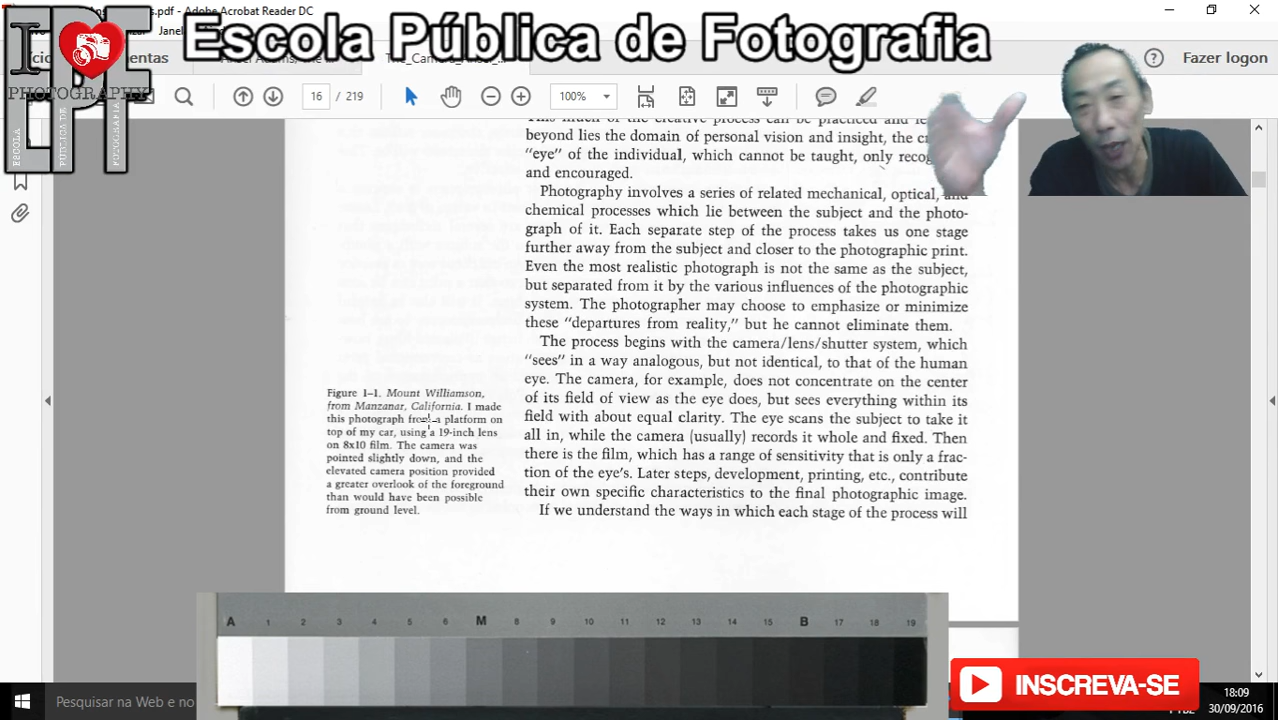 .pdf - Adobe Acrobat Reader DC
Escola Pública de Fotografia
Janel
Fazer logon
PHOTOGRAPHY
ESCOLA
PÚBLICA DE
FOTOGRAFIA
16 / 219
100%
beyond lies the domain of personal vision and insight, the
“eye” of the individual, which cannot be taught, only
and encouraged.
Photography involves a series of related mechanical, optical, and
chemical processes which lie between the subject and the photo-
graph of it. Each separate step of the process takes us one stage
further away from the subject and closer to the photographic print.
Even the most realistic photograph is not the same as the subject,
but separated from it by the various influences of the photographic
system. The photographer may choose to emphasize or minimize
these “departures from reality,” but he cannot eliminate them.
The process begins with the camera/lens/shutter system, which
“sees” in a way analogous, but not identical, to that of the human
eye. The camera, for example, does not concentrate on the center
of its field of view as the eye does, but sees everything within its
field with about equal clarity. The eye scans the subject to take it
all in, while the camera (usually) records it whole and fixed. Then
there is the film, which has a range of sensitivity that is only a frac-
tion of the eye’s. Later steps, development, printing, etc., contribute
their own specific characteristics to the final photographic image.
If we understand the ways in which each stage of the process will
Figure 1–1. Mount Williamson,
from Manzanar, California. I made
this photograph from a platform on
top of my car, using a 19-inch lens
on 8x10 film. The camera was
pointed slightly down, and the
elevated camera position provided
a greater overlook of the foreground
than would have been possible
from ground level.
A 1 2 3 4 5 6 M 8 9 10 11 12 13 14 15 B 17 18 19
INSCREVA-SE
Pesquisar na Web e no
18:09
30/09/2016